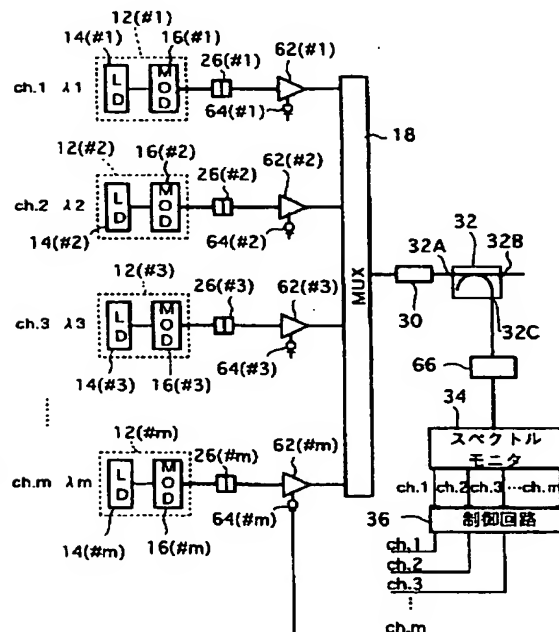 12(#1)
14(#1) 16(#1)
ch.1 λ1 LD MOD 26(#1) 62(#1)
64(#1)
18
12(#2)
16(#2)
ch.2 λ2 LD MOD 26(#2) 62(#2)
14(#2) 64(#2)
12(#3)
ch.3 λ3 LD MOD 26(#3) 62(#3)
14(#3) 16(#3) 64(#3)
MUX
32
32A 32B
30
32C
66
34
スペクトル
モニタ
ch.1 ch.2 ch.3 …ch.m
36 制御回路
ch.1
ch.2
ch.3
12(#m)
ch.m λm LD MOD 26(#m) 62(#m)
14(#m) 16(#m) 64(#m)
ch.m